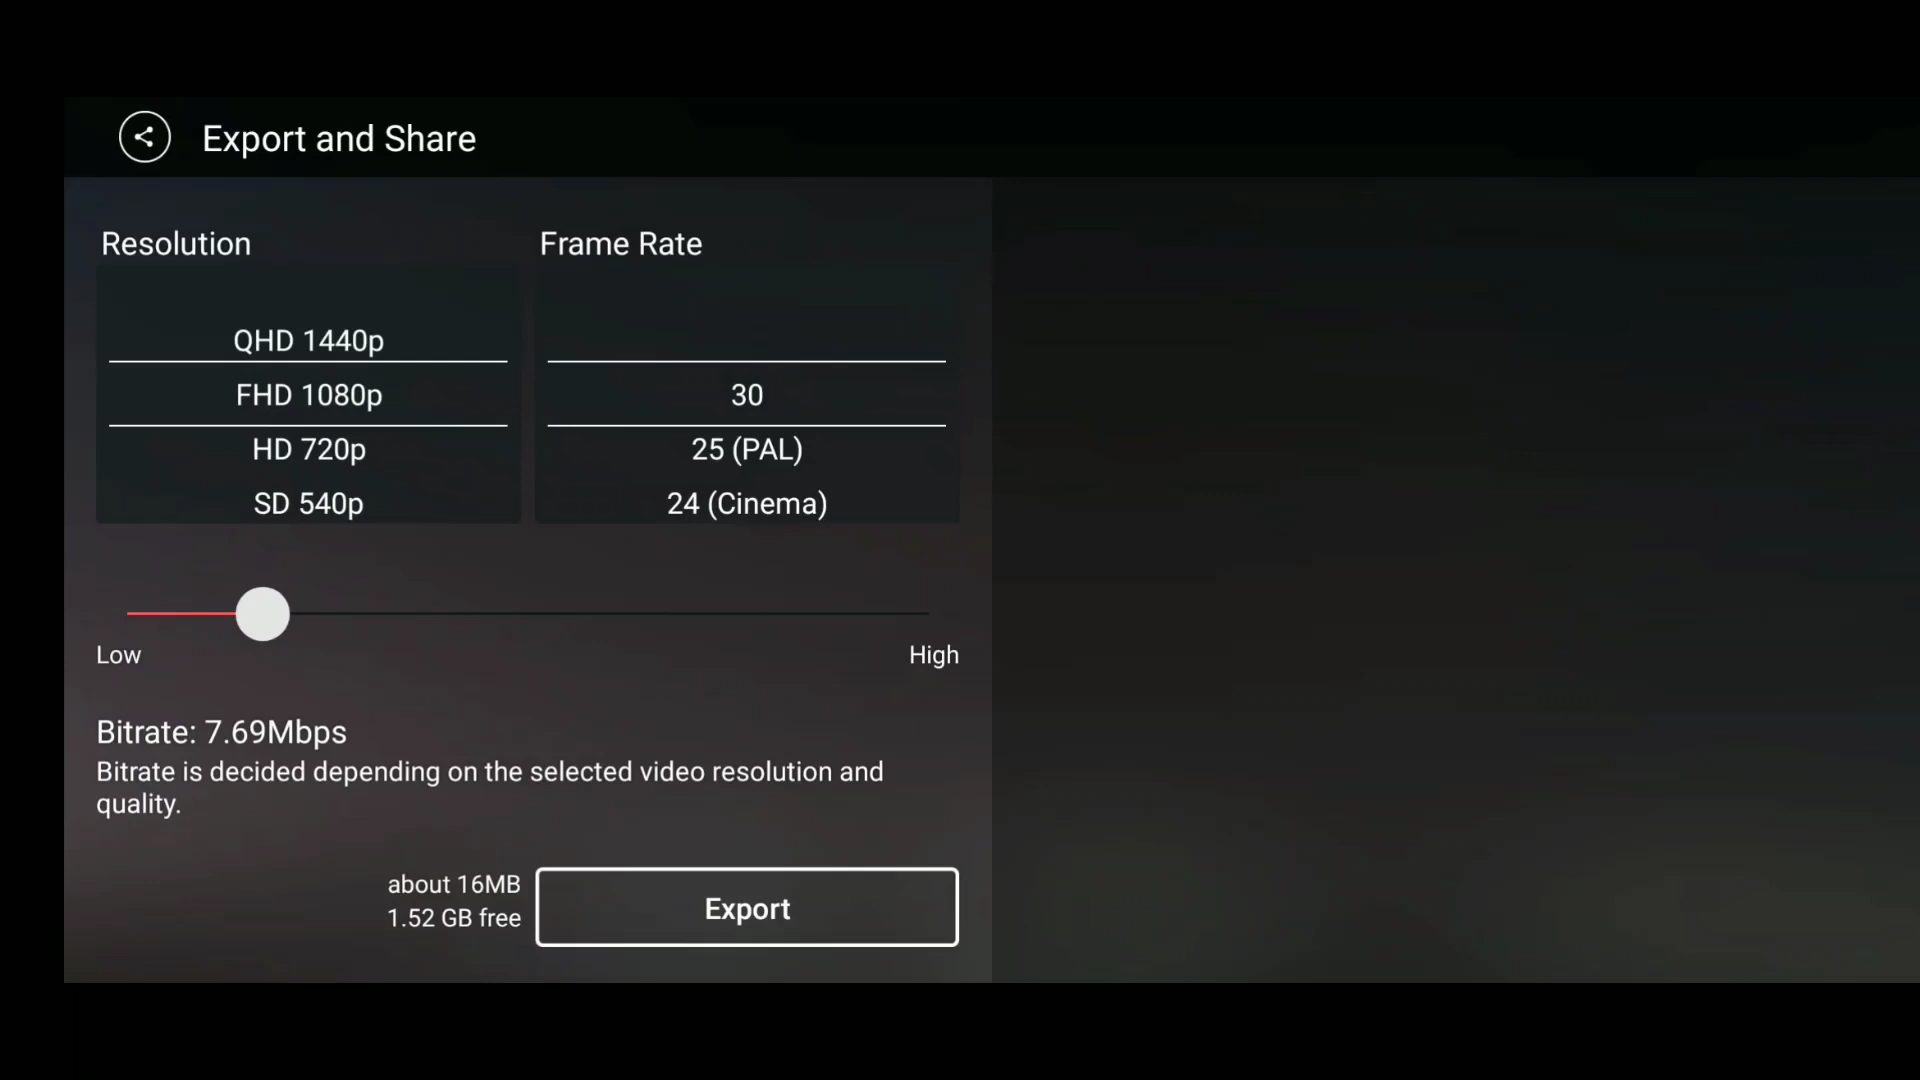 Export and Share
Resolution
Frame Rate
QHD 1440p
FHD 1080p
HD 720p
SD 540p
30
25 (PAL)
24 (Cinema)
Low
High
Bitrate: 7.69Mbps
Bitrate is decided depending on the selected video resolution and
quality.
about 16MB
1.52 GB free
Export